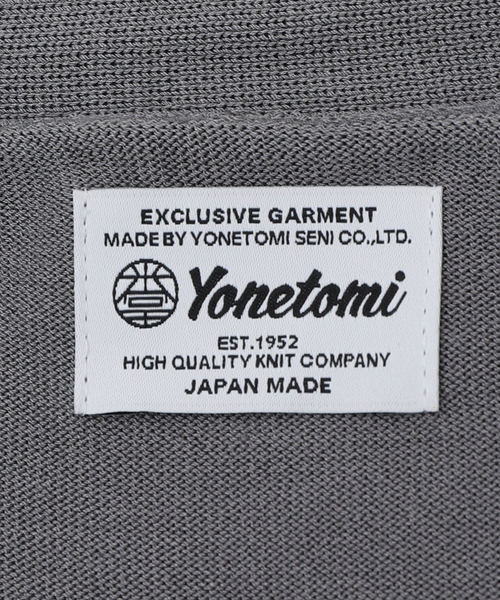 EXCLUSIVE GARMENT
MADE BY YONETOMI SENI CO.,LTD.
Yonetomi
EST.1952
HIGH QUALITY KNIT COMPANY
JAPAN MADE